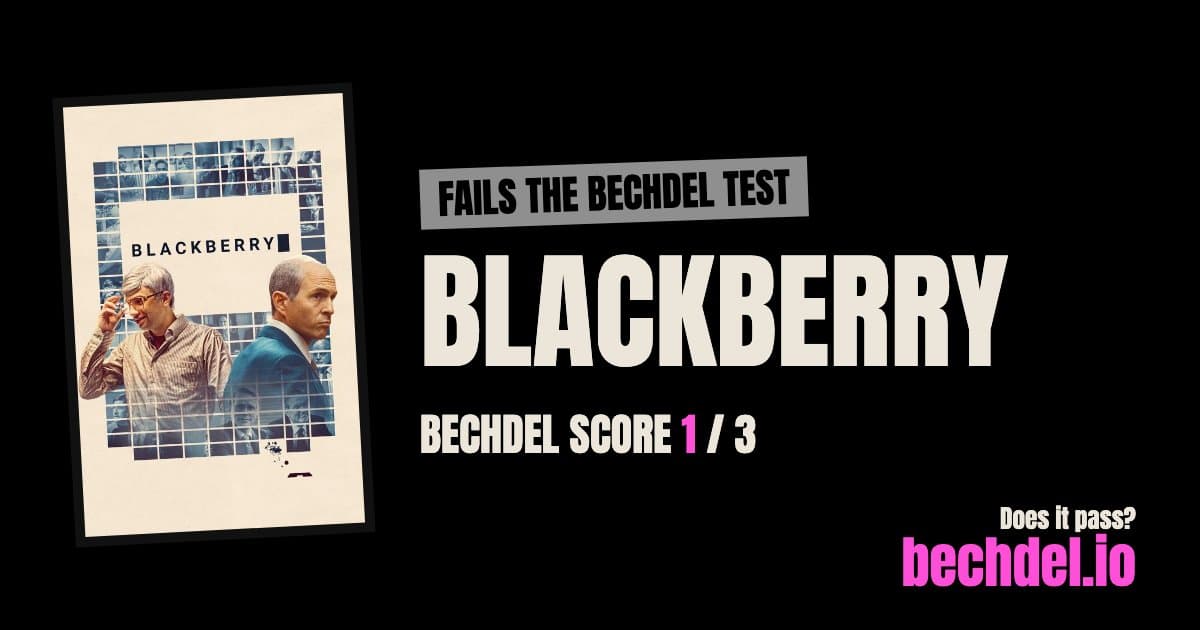 BLACKBERRY
FAILS THE BECHDEL TEST
BLACKBERRY
BECHDEL SCORE 1 / 3
Does it pass?
bechdel.io